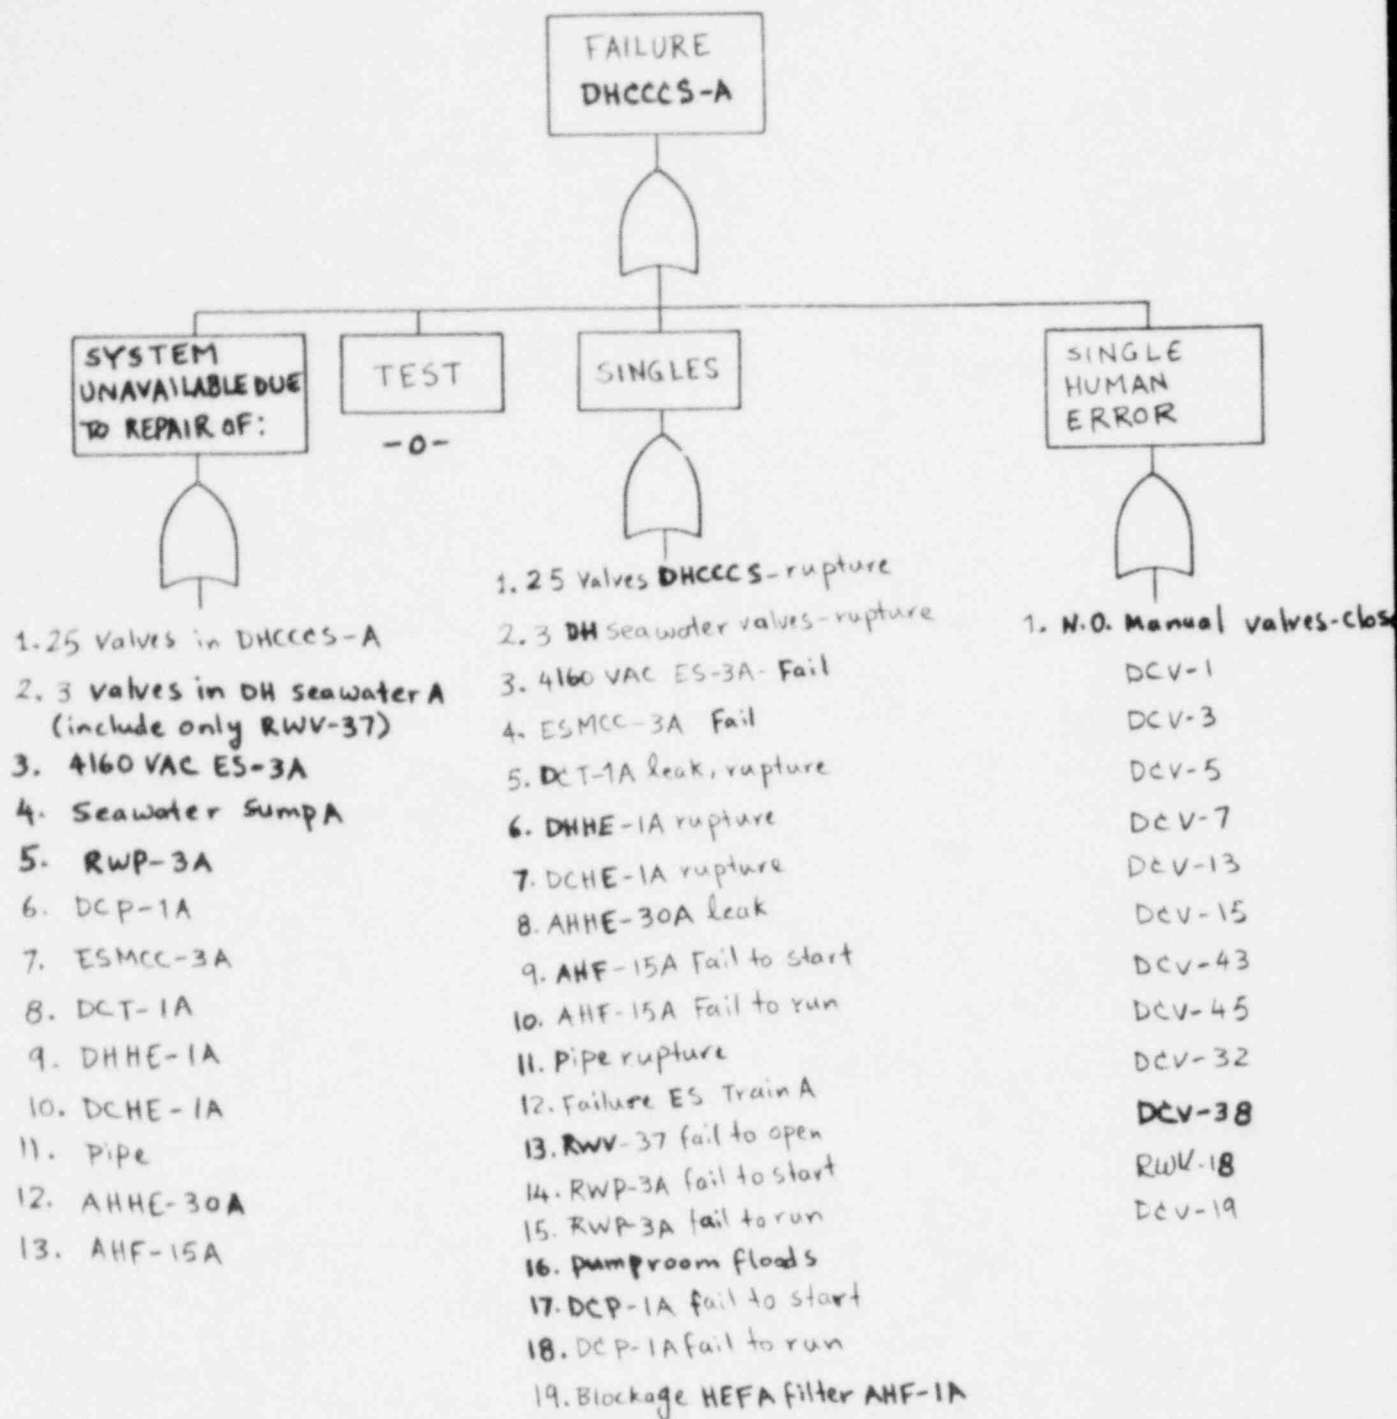 FAILURE
DHCCCS-A
SYSTEM
UNAVAILABLE DUE
TO REPAIR OF:
TEST
-0-
SINGLES
SINGLE
HUMAN
ERROR
1. 25 Valves in DHCCCS-A
2. 3 valves in DH seawater A
(include only RWV-37)
3. 4160 VAC ES-3A
4. Seawater Sump A
5. RWP-3A
6. DCP-1A
7. ESMCC-3A
8. DCT-1A
9. DHHE-1A
10. DCHE-1A
11. Pipe
12. AHHE-30A
13. AHF-15A
1. 25 Valves DHCCCS-rupture
2. 3 DH seawater valves-rupture
3. 4160 VAC ES-3A- Fail
4. ESMCC-3A Fail
5. DCT-1A leak, rupture
6. DHHE-1A rupture
7. DCHE-1A rupture
8. AHHE-30A leak
9. AHF-15A Fail to start
10. AHF-15A Fail to run
11. Pipe rupture
12. Failure ES Train A
13. RWV-37 fail to open
14. RWP-3A fail to start
15. RWP-3A fail to run
16. Pumproom floods
17. DCP-1A fail to start
18. DCP-1A fail to run
19. Blockage HEFA filter AHF-1A
1. N.O. Manual valves-close
DCV-1
DCV-3
DCV-5
DCV-7
DCV-13
DCV-15
DCV-43
DCV-45
DCV-32
DCV-38
RWV-18
DCV-19